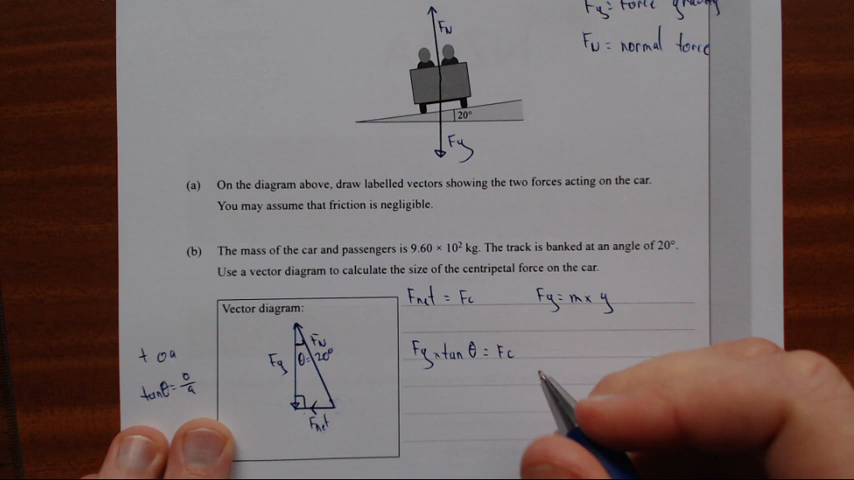 Fg = force gravity
FN
FN = normal force
20°
Fg
(a) On the diagram above, draw labelled vectors showing the two forces acting on the car.
You may assume that friction is negligible.
(b) The mass of the car and passengers is 9.60 × 10² kg. The track is banked at an angle of 20°.
Use a vector diagram to calculate the size of the centripetal force on the car.
Vector diagram:
Fnet = Fc Fg = m × g
FN
Fg θ=20°
Fnet
t oa
tanθ = o/a
Fg × tan θ = Fc